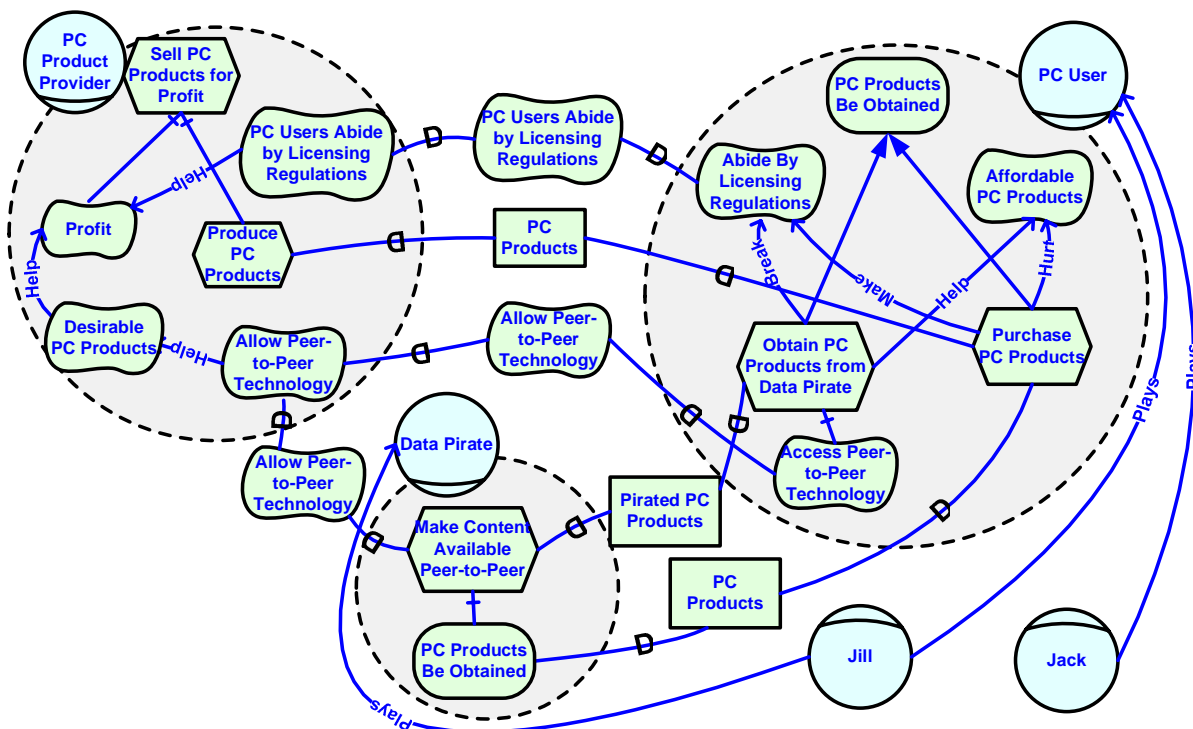 PC
Product
Provider
Sell PC
Products for
Profit
PC Users Abide
by Licensing
Regulations
D
PC Users Abide
by Licensing
Regulations
D
PC Products
Be Obtained
PC User
Abide By
Licensing
Regulations
Affordable
PC Products
Help
Profit
Produce
PC
Products
D
PC
Products
D
Break
Make
Help
Hurt
Help
Desirable
PC Products
Help
Allow Peer-
to-Peer
Technology
D
Allow Peer-
to-Peer
Technology
D
Obtain PC
Products from
Data Pirate
Purchase
PC Products
Plays
Plays
D
D
Data Pirate
Access Peer-
to-Peer
Technology
Allow Peer-
to-Peer
Technology
D
Make Content
Available
Peer-to-Peer
D
Pirated PC
Products
D
PC
Products
PC Products
Be Obtained
D
Jill
Jack
Plays